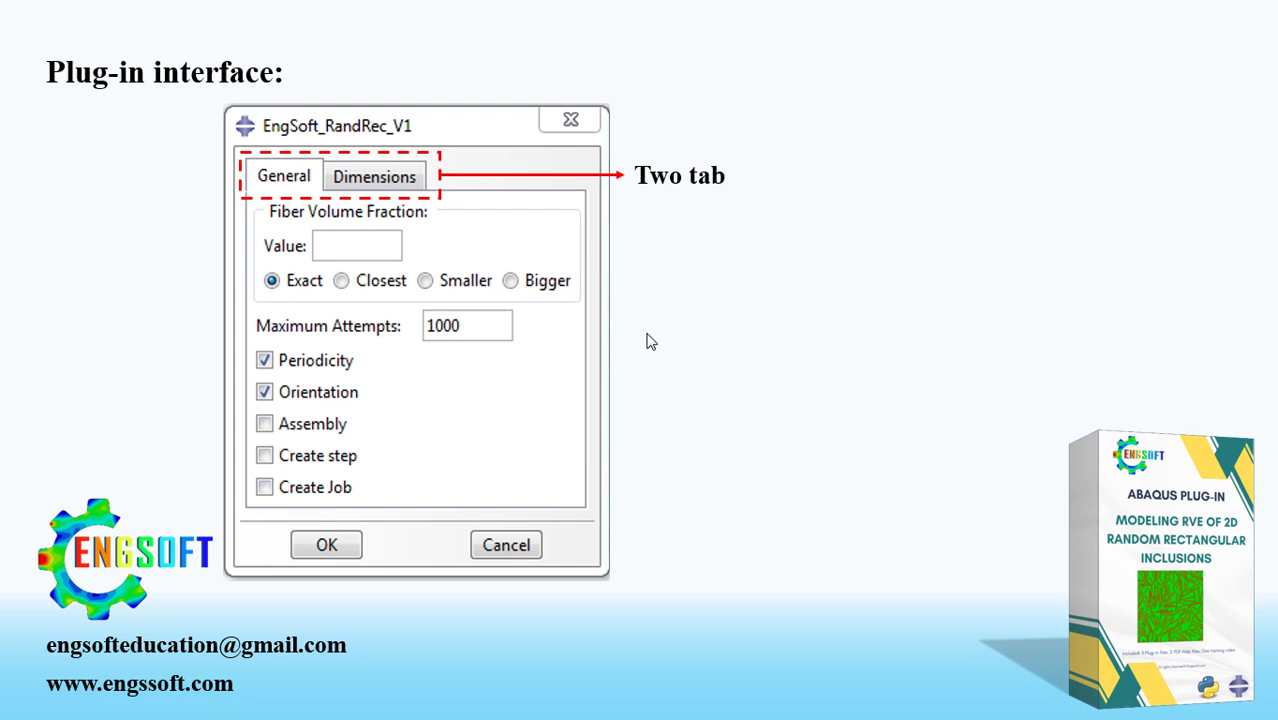 Plug-in interface:
EngSoft_RandRec_V1
General Dimensions
Two tab
Fiber Volume Fraction:
Value:
Exact Closest Smaller Bigger
Maximum Attempts: 1000
Periodicity
Orientation
Assembly
Create step
Create Job
OK Cancel
ENGSOFT
engsofteducation@gmail.com
www.engssoft.com
ENGSOFT
ABAQUS PLUG-IN
MODELING RVE OF 2D
RANDOM RECTANGULAR
INCLUSIONS